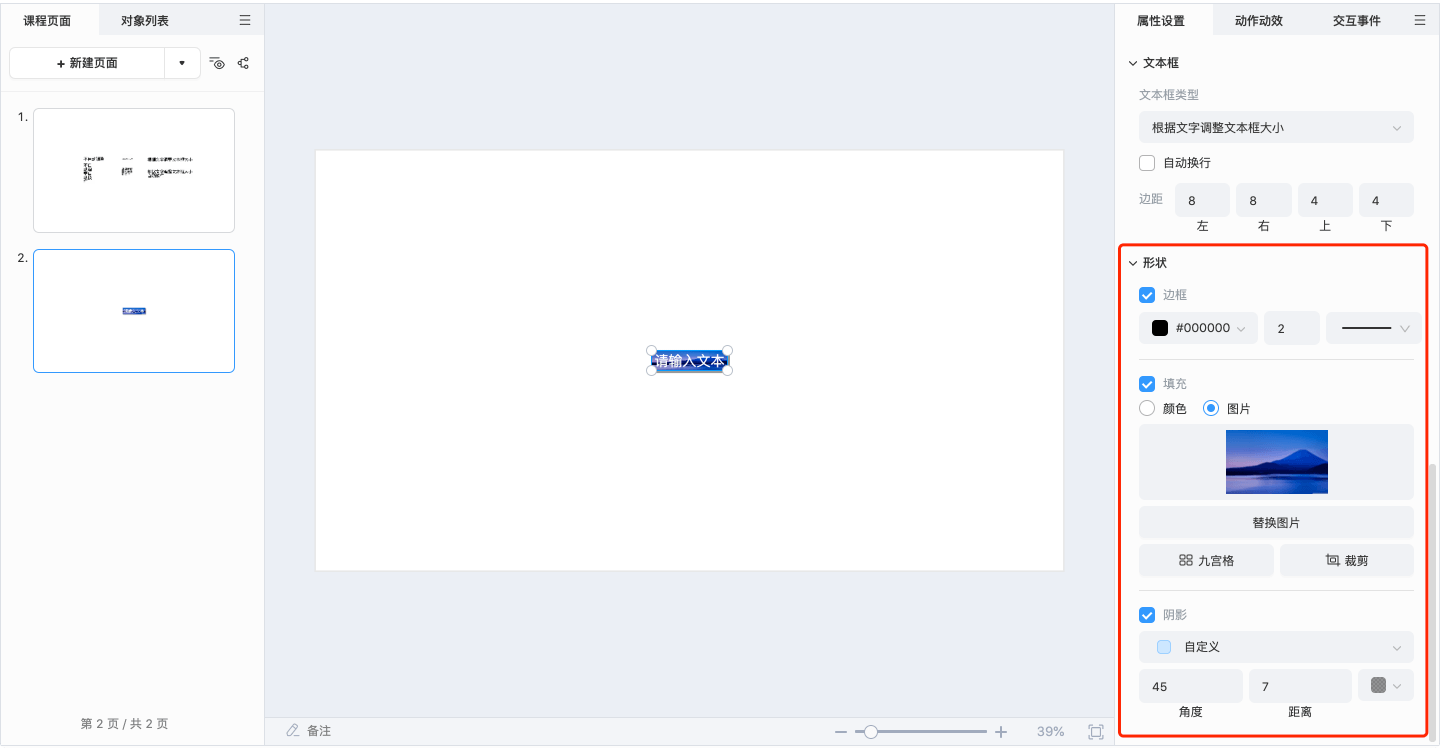 课程页面 对象列表
+ 新建页面
1.
2.
第 2 页 / 共 2 页
请输入文本
备注
39%
属性设置 动作动效 交互事件
文本框
文本框类型
根据文字调整文本框大小
自动换行
边距 8 8 4 4
左 右 上 下
形状
边框
#000000 2
填充
颜色 图片
替换图片
九宫格 裁剪
阴影
自定义
45 7
角度 距离